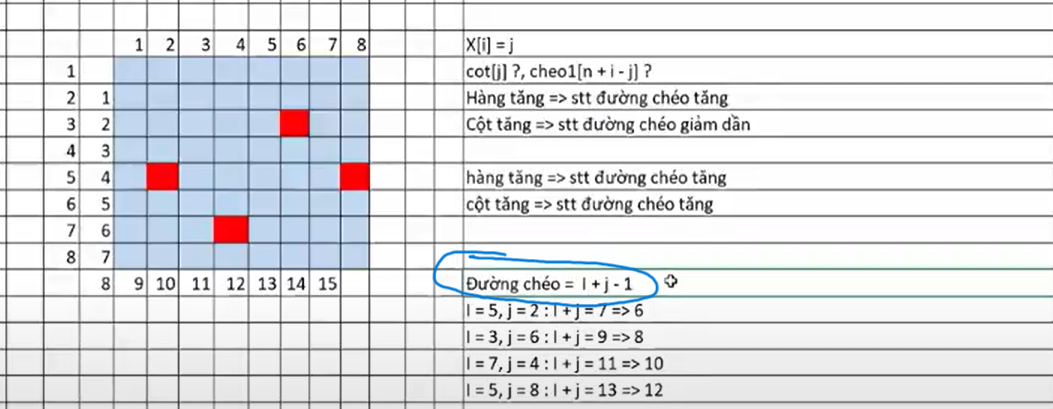 1 2 3 4 5 6 7 8 X[i] = j
1 cot[j] ?, cheo1[n + i - j] ?
2 1 Hàng tăng => stt đường chéo tăng
3 2 Cột tăng => stt đường chéo giảm dần
4 3
5 4 hàng tăng => stt đường chéo tăng
6 5 cột tăng => stt đường chéo tăng
7 6
8 7
8 9 10 11 12 13 14 15 Đường chéo = I + j - 1
I = 5, j = 2 : I + j = 7 => 6
I = 3, j = 6 : I + j = 9 => 8
I = 7, j = 4 : I + j = 11 => 10
I = 5, j = 8 : I + j = 13 => 12